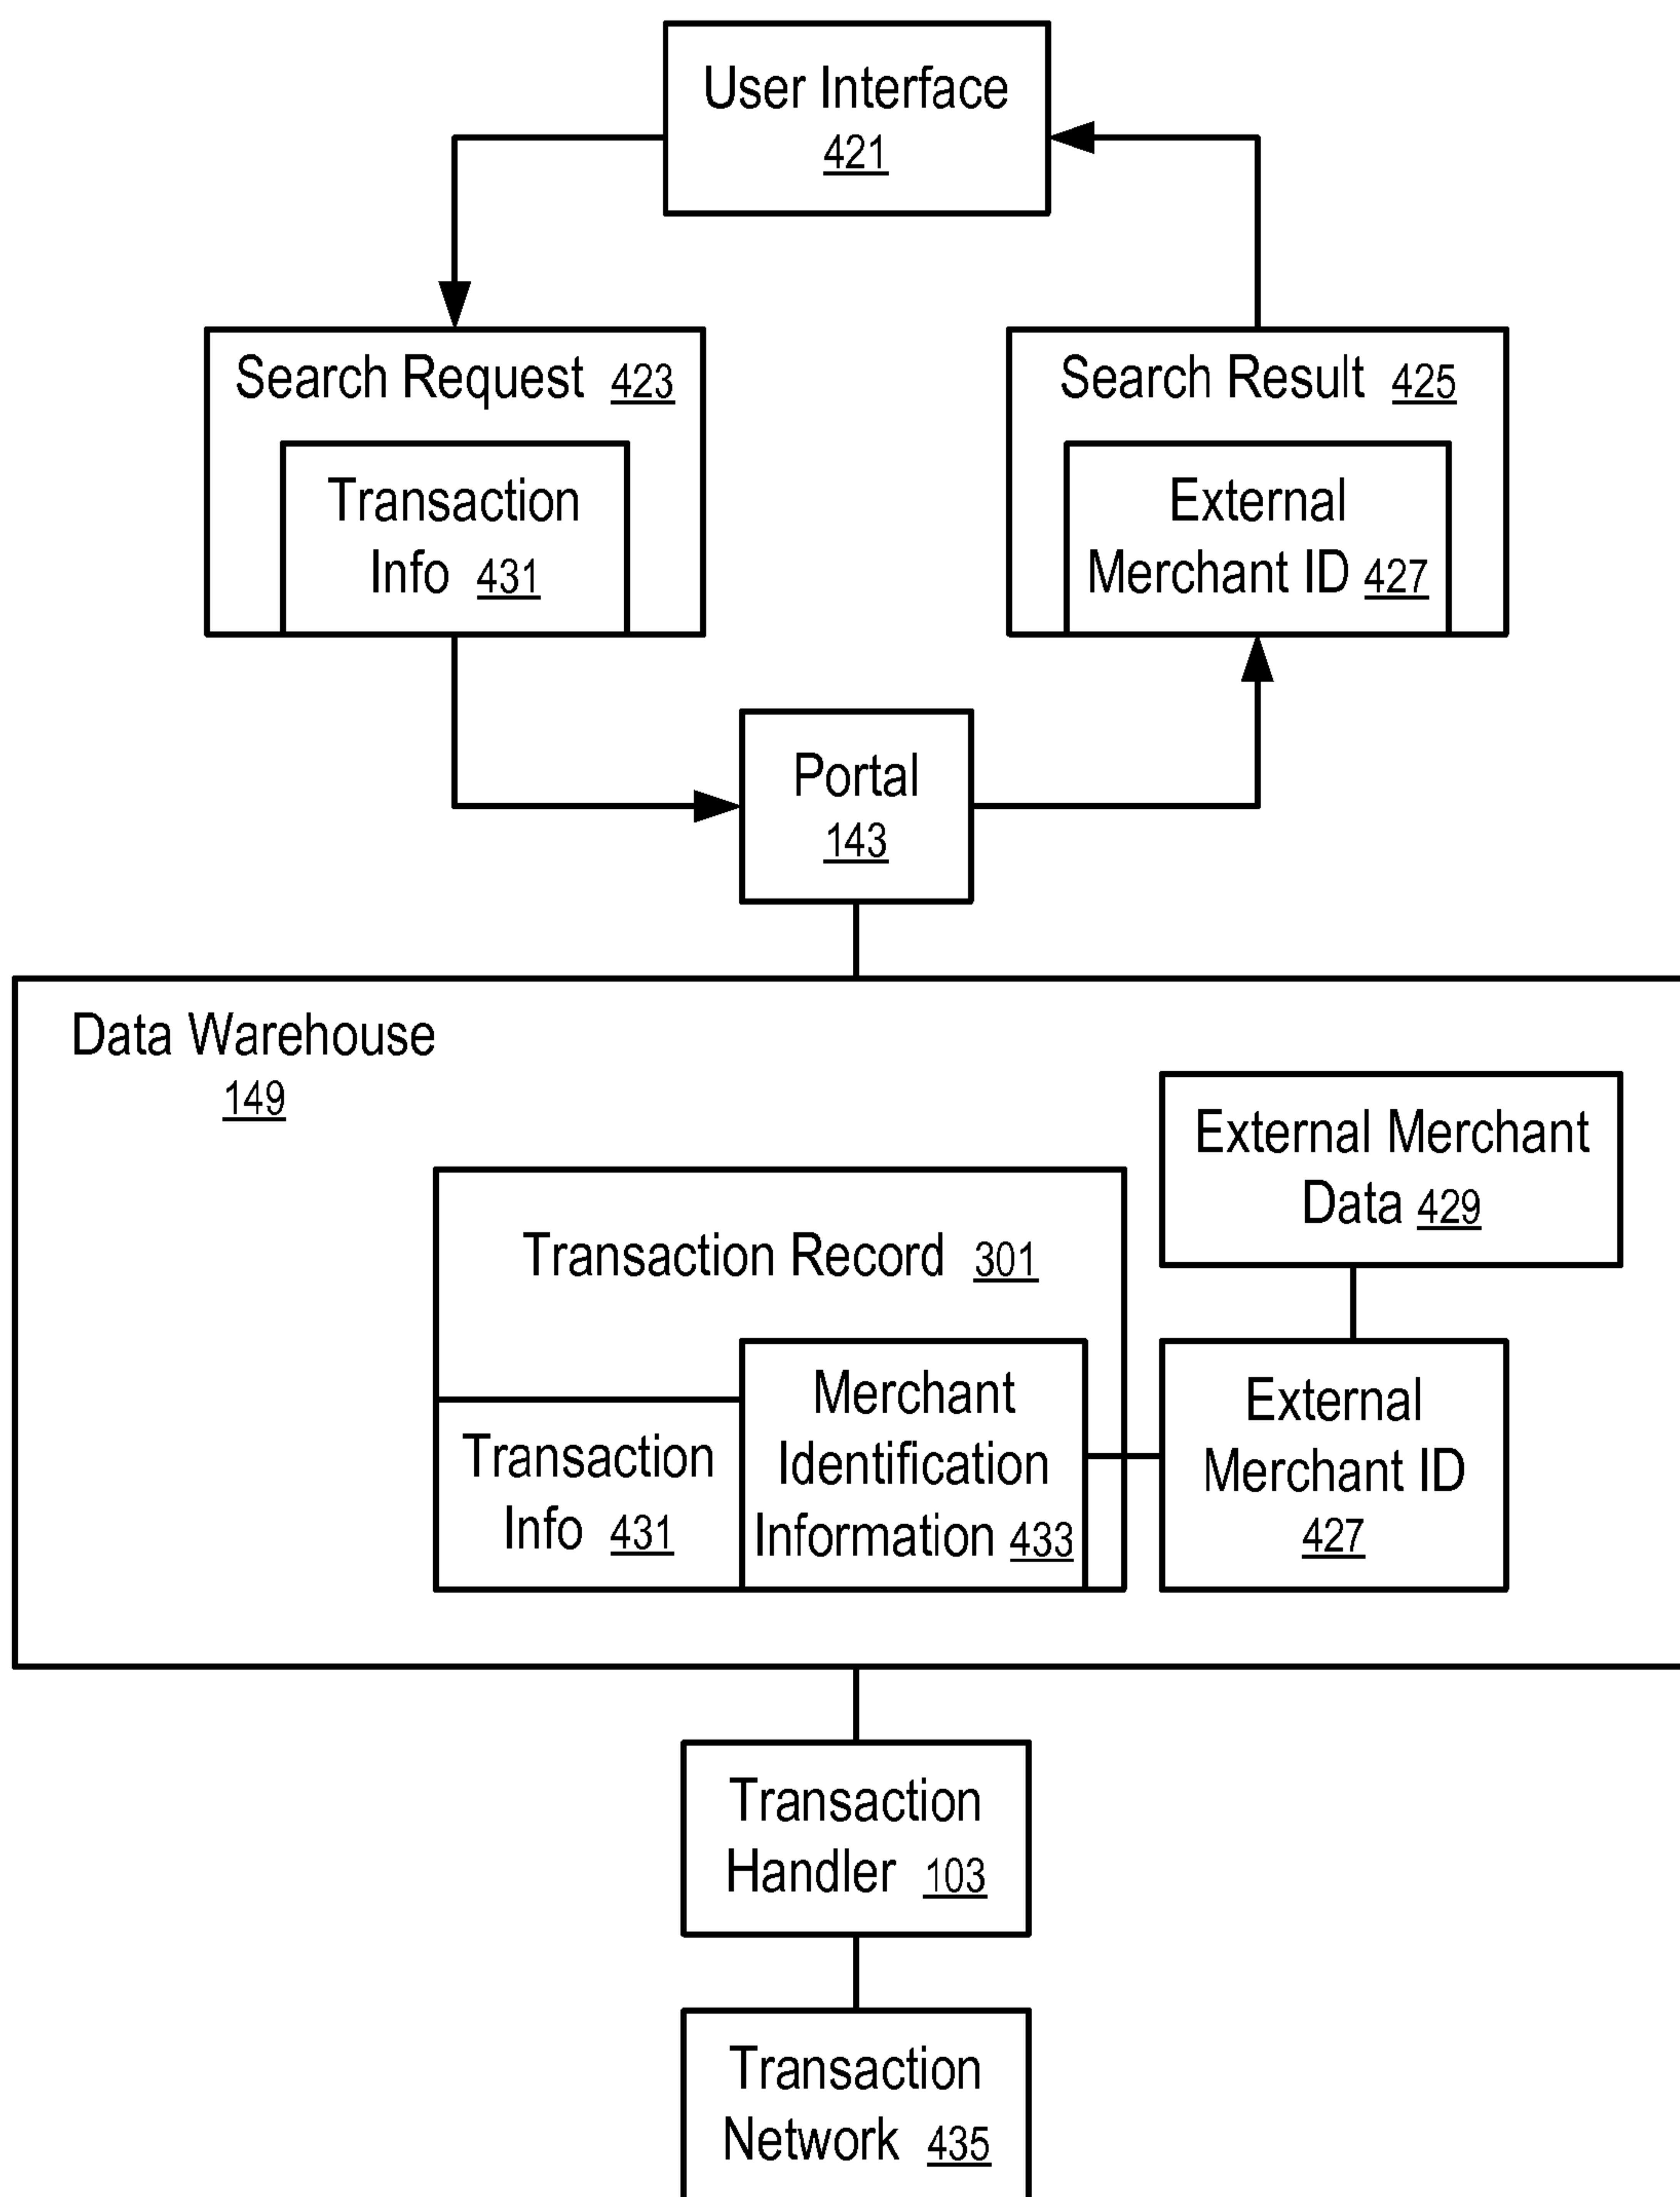 User Interface
421
Search Request 423
Transaction
Info 431
Search Result 425
External
Merchant ID 427
Portal
143
Data Warehouse
149
External Merchant
Data 429
Transaction Record 301
Transaction
Info 431
Merchant
Identification
Information 433
External
Merchant ID
427
Transaction
Handler 103
Transaction
Network 435